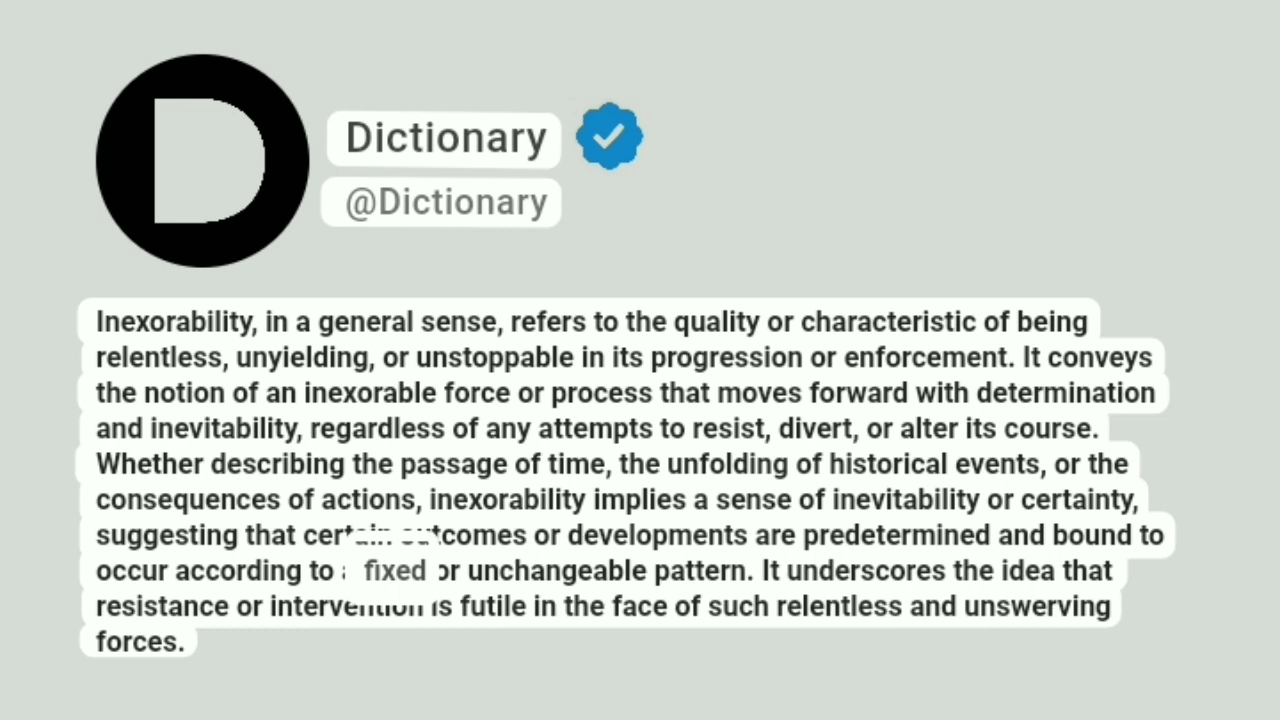 D
Dictionary
@Dictionary
Inexorability, in a general sense, refers to the quality or characteristic of being
relentless, unyielding, or unstoppable in its progression or enforcement. It conveys
the notion of an inexorable force or process that moves forward with determination
and inevitability, regardless of any attempts to resist, divert, or alter its course.
Whether describing the passage of time, the unfolding of historical events, or the
consequences of actions, inexorability implies a sense of inevitability or certainty,
suggesting that certain outcomes or developments are predetermined and bound to
occur according to fixed or unchangeable pattern. It underscores the idea that
resistance or intervention is futile in the face of such relentless and unswerving
forces.